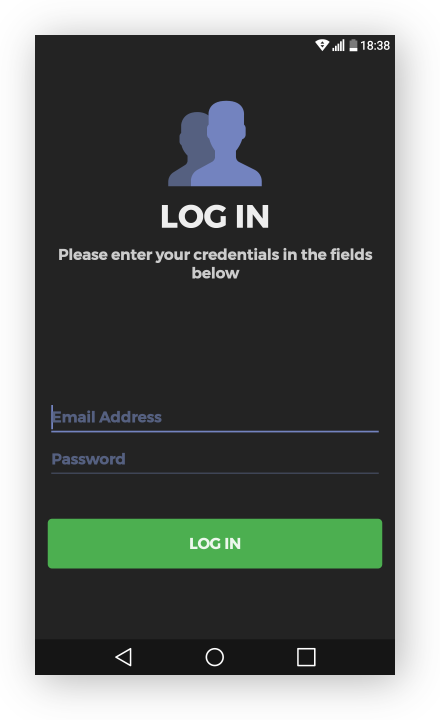 18:38
LOG IN
Please enter your credentials in the fields
below
Email Address
Password
LOG IN